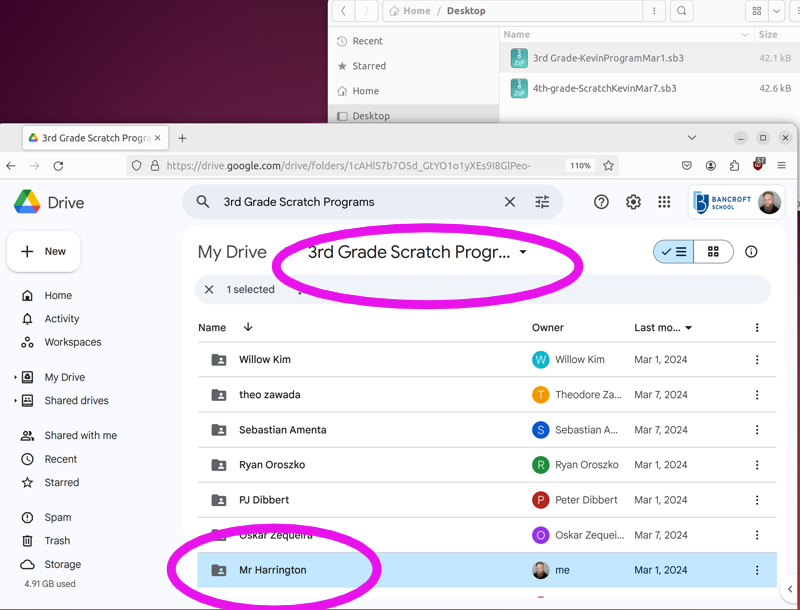 Home / Desktop
Name Size
Recent
3rd Grade-KevinProgramMar1.sb3 42.1 kB
Starred
Home
4th-grade-ScratchKevinMar7.sb3 42.6 kB
Desktop
3rd Grade Scratch Progra
https://drive.google.com/drive/folders/1cAHlS7b7O5d_GtYO1o1yXEs9I8GlPeo- 110% 57
Drive
3rd Grade Scratch Programs
BANCROFT
SCHOOL
New
My Drive 3rd Grade Scratch Progr...
1 selected
Home
Activity
Workspaces
My Drive
Shared drives
Shared with me
Recent
Starred
Spam
Trash
Storage
4.91 GB used
Name Owner Last mo...
Willow Kim W Willow Kim Mar 1, 2024
theo zawada T Theodore Za... Mar 7, 2024
Sebastian Amenta S Sebastian A... Mar 7, 2024
Ryan Oroszko R Ryan Oroszko Mar 1, 2024
PJ Dibbert P Peter Dibbert Mar 1, 2024
Oskar Zequeira O Oskar Zequei... Mar 7, 2024
Mr Harrington me Mar 1, 2024